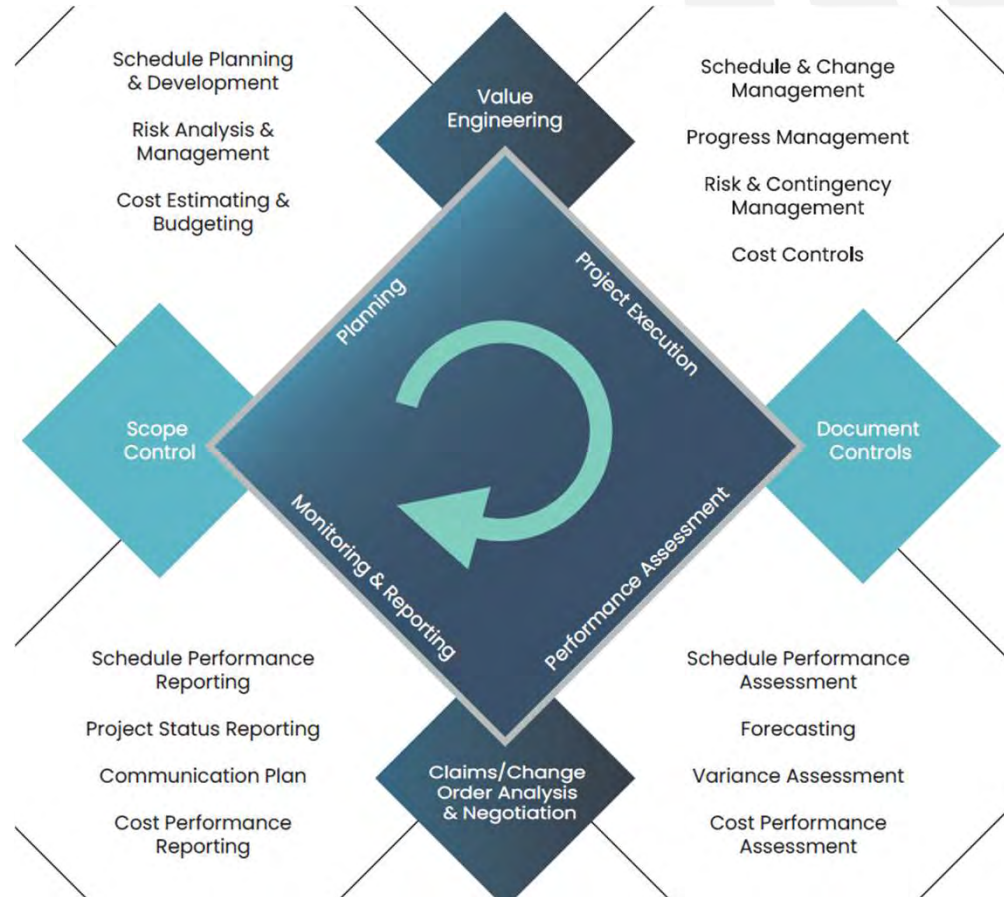 Schedule Planning
& Development
Risk Analysis &
Management
Cost Estimating &
Budgeting
Value
Engineering
Schedule & Change
Management
Progress Management
Risk & Contingency
Management
Cost Controls
Planning
Project Execution
Scope
Control
Document
Controls
Monitoring & Reporting
Performance Assessment
Schedule Performance
Reporting
Project Status Reporting
Communication Plan
Cost Performance
Reporting
Claims/Change
Order Analysis
& Negotiation
Schedule Performance
Assessment
Forecasting
Variance Assessment
Cost Performance
Assessment